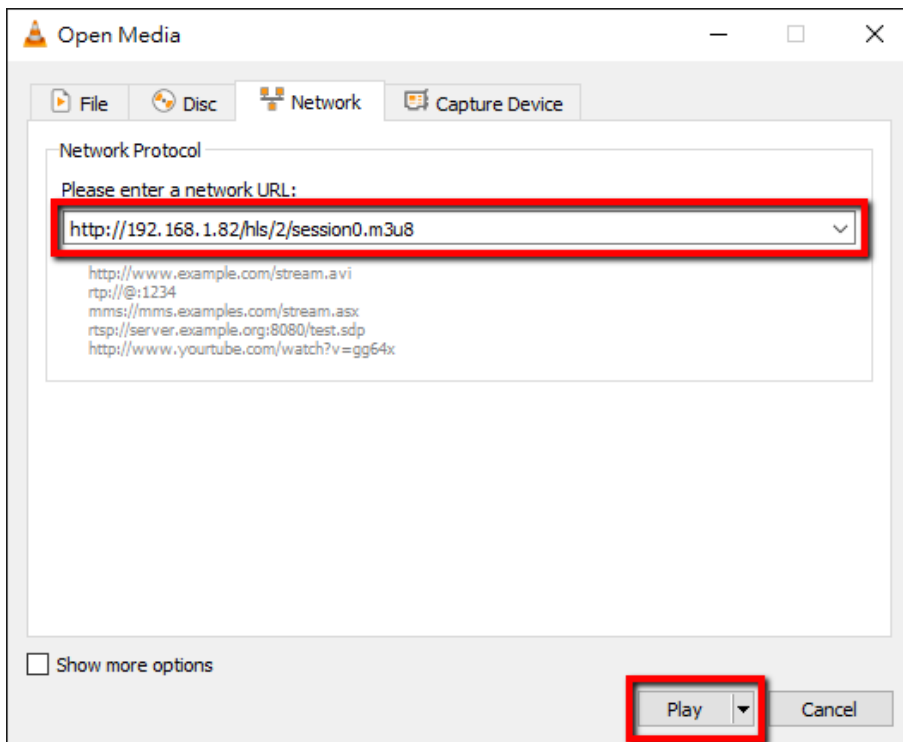 Open Media
File Disc Network Capture Device
Network Protocol
Please enter a network URL:
http://192.168.1.82/hls/2/session0.m3u8
http://www.example.com/stream.avi
rtp://@:1234
mms://mms.examples.com/stream.asx
rtsp://server.example.org:8080/test.sdp
http://www.yourtube.com/watch?v=gg64x
Show more options
Play Cancel